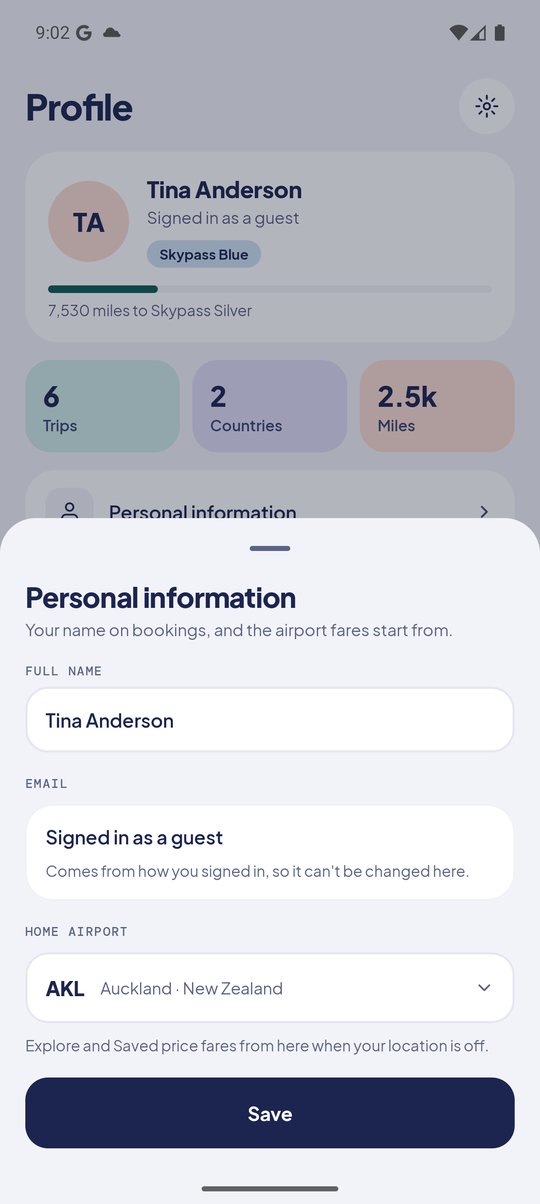 9:02
Profile
TA
Tina Anderson
Signed in as a guest
Skypass Blue
7,530 miles to Skypass Silver
6
Trips
2
Countries
2.5k
Miles
Personal information
Personal information
Your name on bookings, and the airport fares start from.
FULL NAME
Tina Anderson
EMAIL
Signed in as a guest
Comes from how you signed in, so it can't be changed here.
HOME AIRPORT
AKL Auckland · New Zealand
Explore and Saved price fares from here when your location is off.
Save